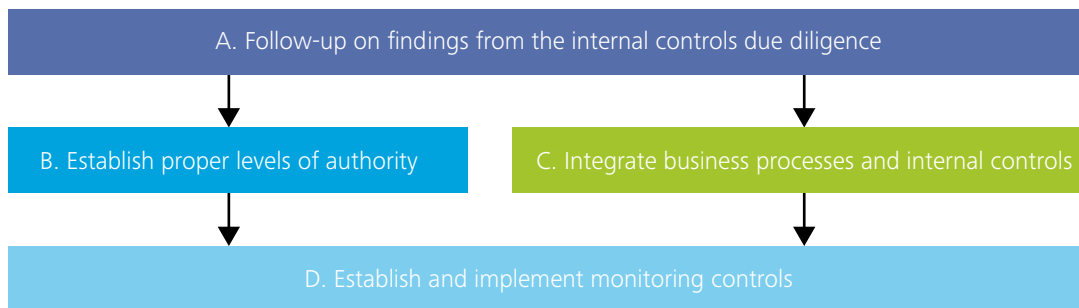 A. Follow-up on findings from the internal controls due diligence
B. Establish proper levels of authority
C. Integrate business processes and internal controls
D. Establish and implement monitoring controls